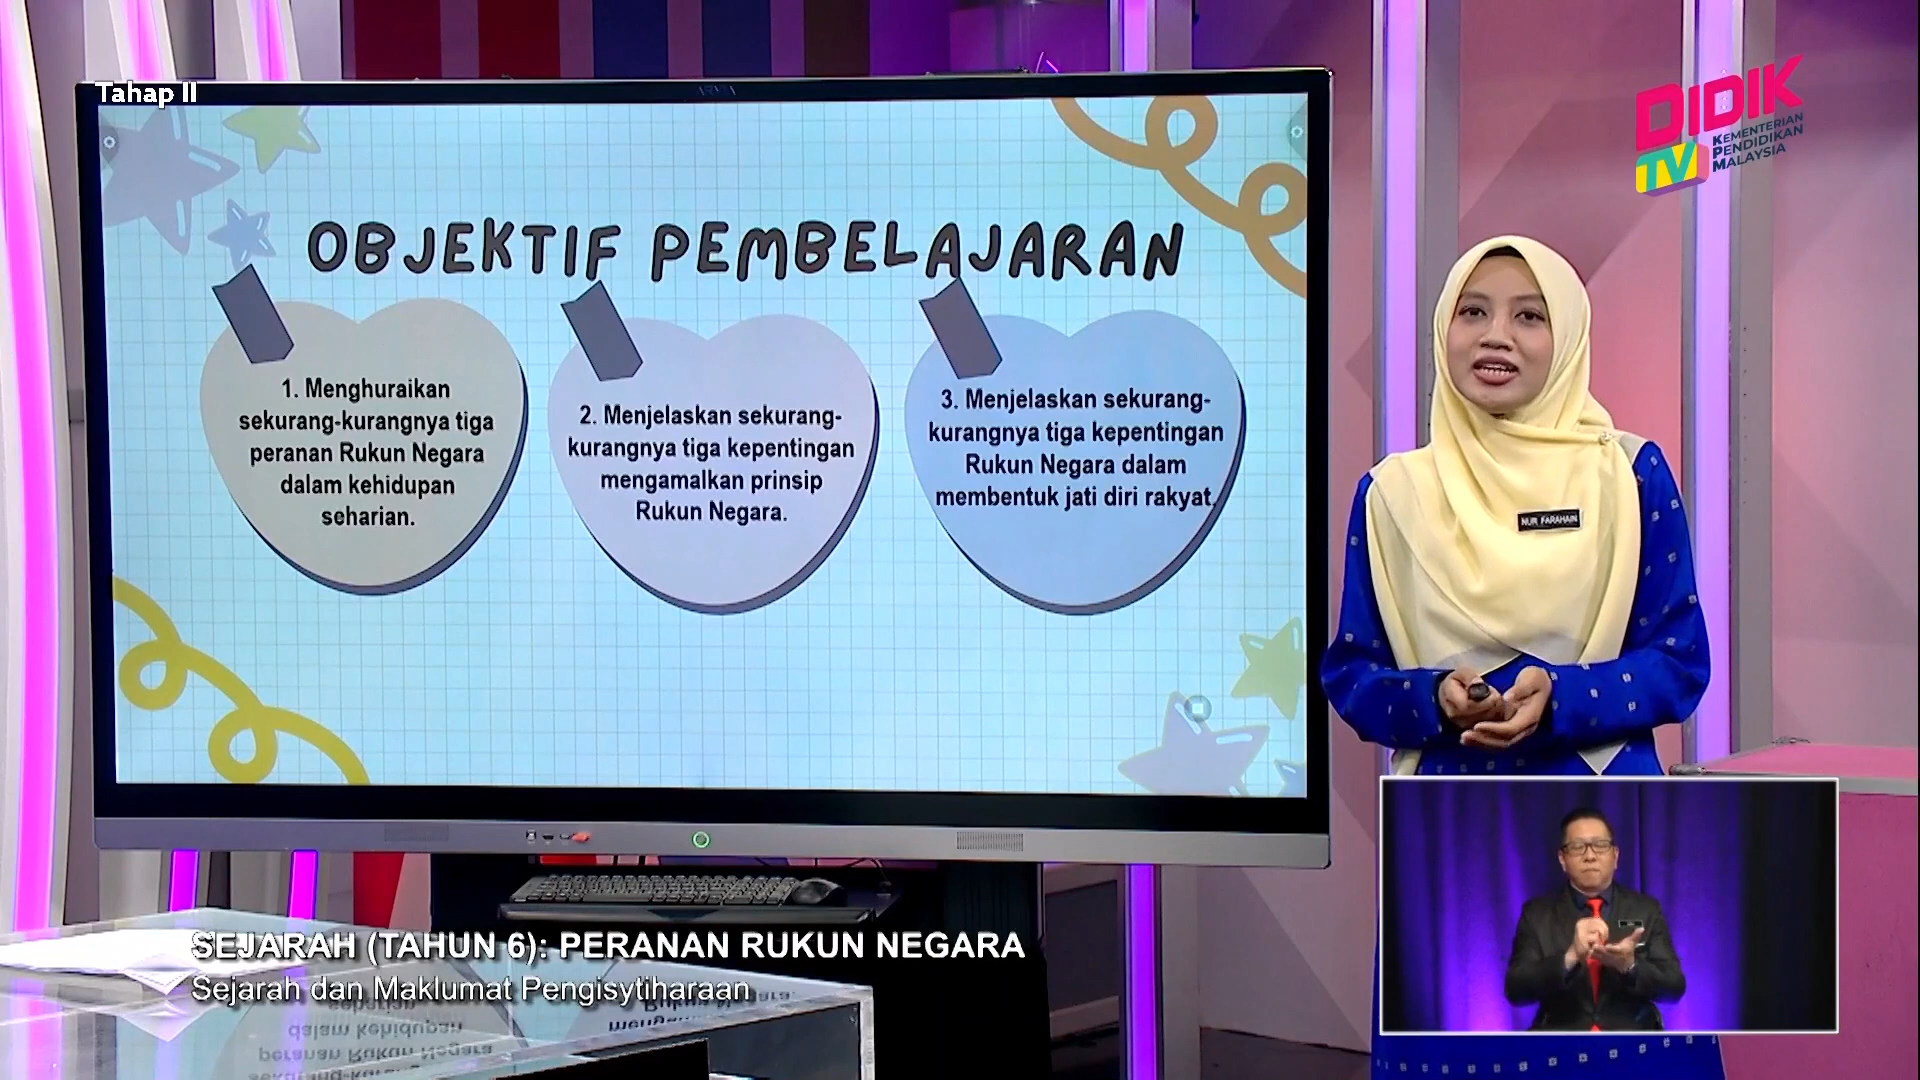 Tahap II
DIDIK
TV
KEMENTERIAN
PENDIDIKAN
MALAYSIA
OBJEKTIF PEMBELAJARAN
1. Menghuraikan
sekurang-kurangnya tiga
peranan Rukun Negara
dalam kehidupan
seharian.
2. Menjelaskan sekurang-
kurangnya tiga kepentingan
mengamalkan prinsip
Rukun Negara.
3. Menjelaskan sekurang-
kurangnya tiga kepentingan
Rukun Negara dalam
membentuk jati diri rakyat.
NUR FARAHAIN
SEJARAH (TAHUN 6): PERANAN RUKUN NEGARA
Sejarah dan Maklumat Pengisytiharaan